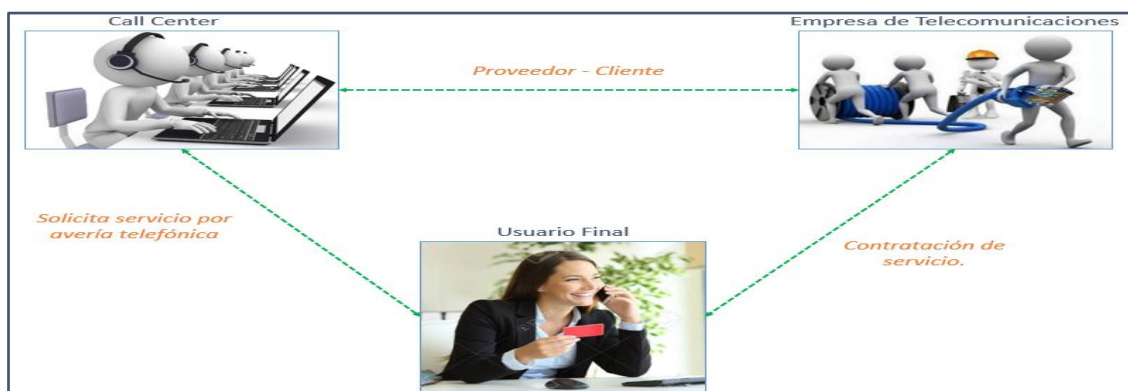 Call Center
Empresa de Telecomunicaciones
Proveedor - Cliente
Solicita servicio por
avería telefónica
Usuario Final
Contratación de
servicio.